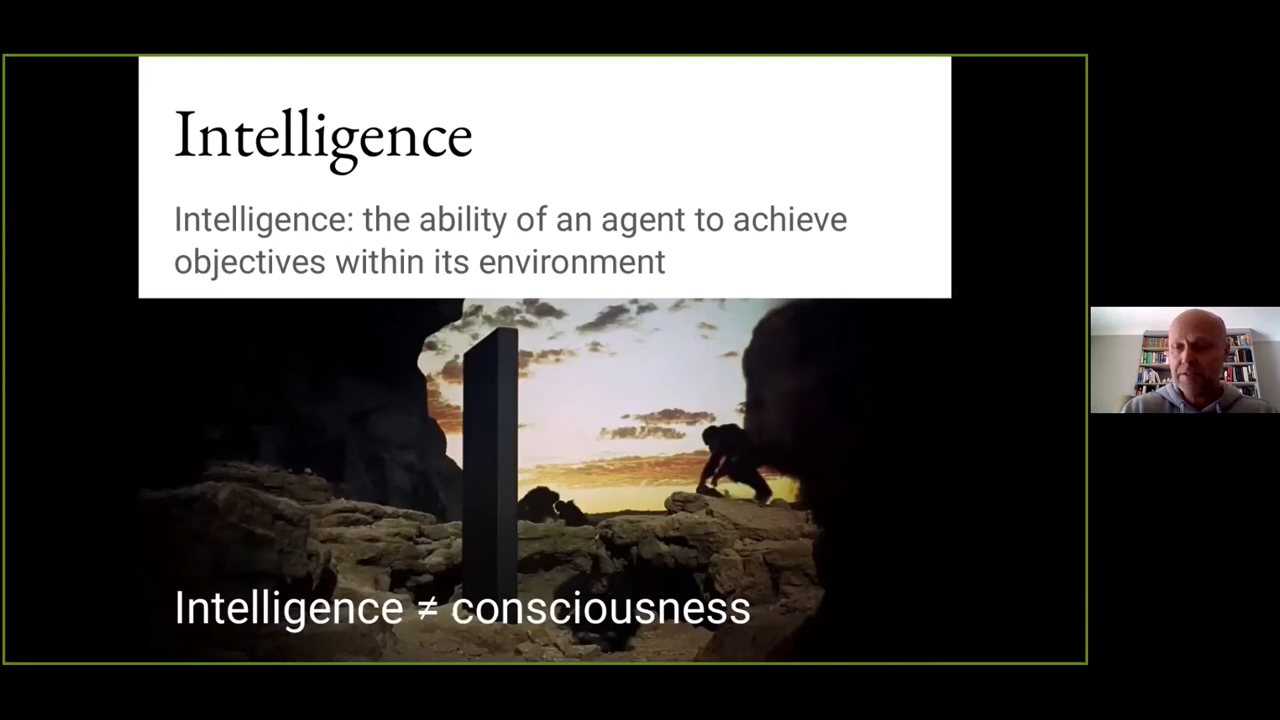 Intelligence
Intelligence: the ability of an agent to achieve
objectives within its environment
Intelligence ≠ consciousness